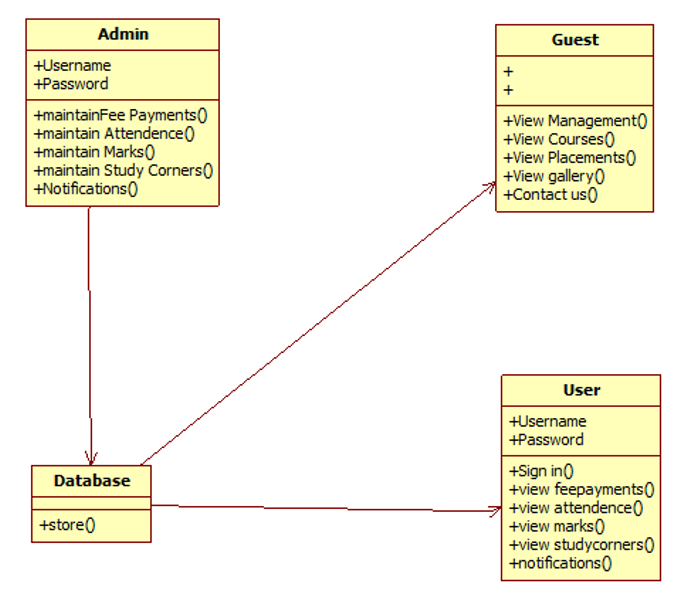 Admin
+Username
+Password
+maintainFee Payments()
+maintain Attendence()
+maintain Marks()
+maintain Study Corners()
+Notifications()
Guest
+
+
+View Management()
+View Courses()
+View Placements()
+View gallery()
+Contact us()
Database
+store()
User
+Username
+Password
+Sign in()
+view feepayments()
+view attendence()
+view marks()
+view studycorners()
+notifications()